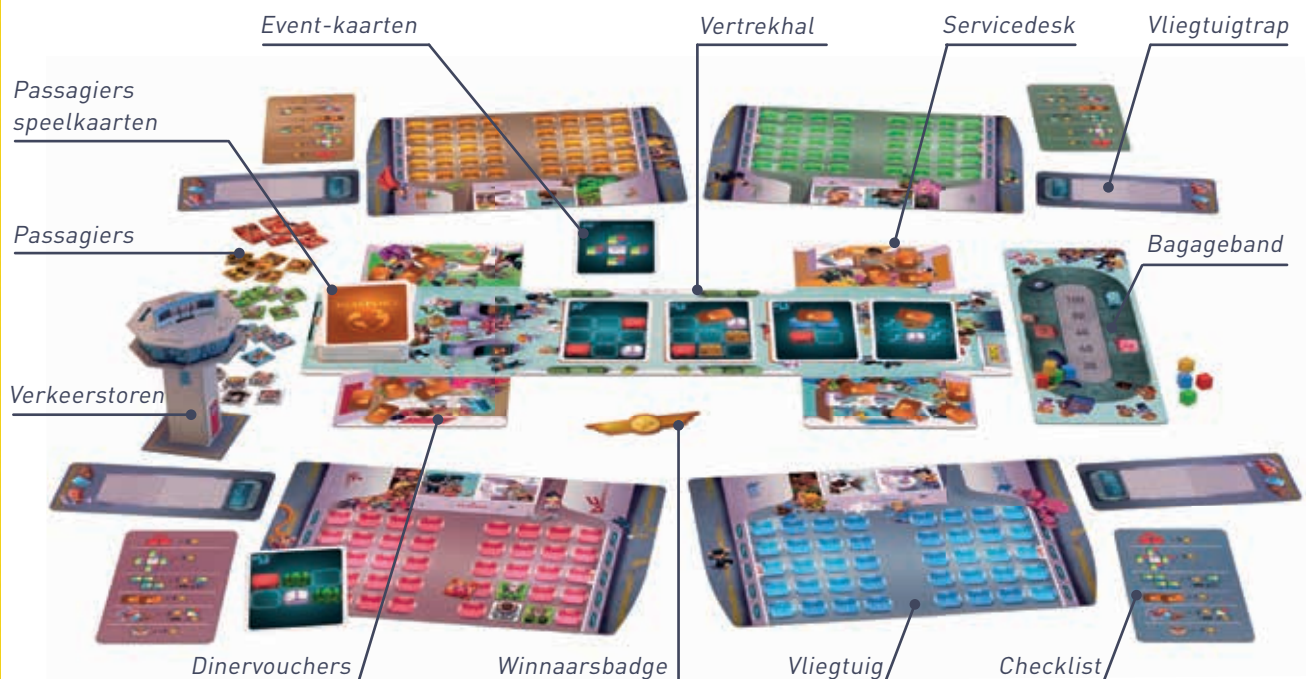 Event-kaarten
Vertrekhal
Servicedesk
Vliegtuigtrap
Passagiers
speelkaarten
Passagiers
Bagageband
Verkeerstoren
Dinervouchers
Winnaarsbadge
Vliegtuig
Checklist